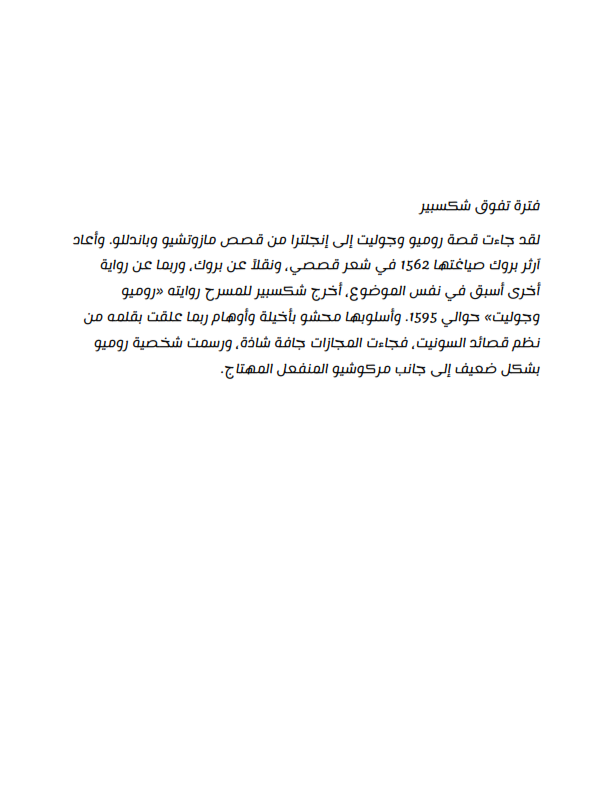 فترة تفوق شكسبير
لقد جاءت قصة روميو وجوليت إلى إنجلترا من قصص مازوتشيو وباندللو. وأعاد
آرثر بروك صياغتها 1562 في شعر قصصي، ونقلاً عن بروك، وربما عن رواية
أخرى أسبق في نفس الموضوع، أخرج شكسبير للمسرح روايته «روميو
وجوليت» حوالي 1595. وأسلوبها محشو بأخيلة وأوهام ربما علقت بقلمه من
نظم قصائد السونيت، فجاءت المجازات جافة شاذة، ورسمت شخصية روميو
بشكل ضعيف إلى جانب مركوشيو المنفعل المهتاج.